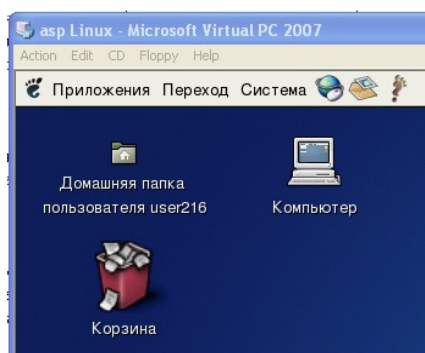 asp Linux - Microsoft Virtual PC 2007
Action Edit CD Floppy Help
Приложения Переход Система
Домашняя папка
пользователя user216
Компьютер
Корзина